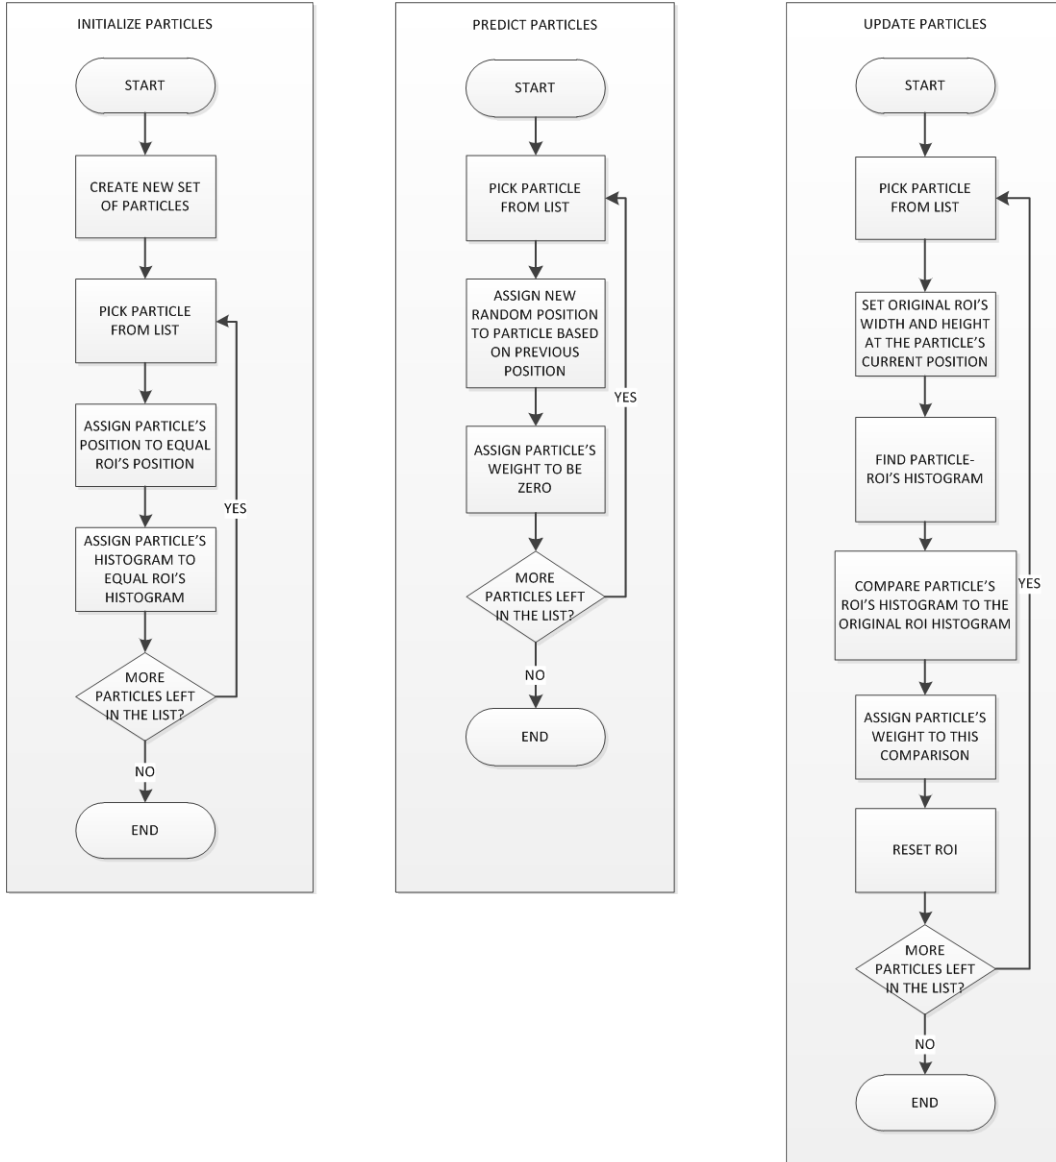 INITIALIZE PARTICLES
START
CREATE NEW SET
OF PARTICLES
PICK PARTICLE
FROM LIST
ASSIGN PARTICLE'S
POSITION TO EQUAL
ROI'S POSITION
YES
ASSIGN PARTICLE'S
HISTOGRAM TO
EQUAL ROI'S
HISTOGRAM
MORE
PARTICLES LEFT
IN THE LIST?
NO
END
PREDICT PARTICLES
START
PICK PARTICLE
FROM LIST
ASSIGN NEW
RANDOM POSITION
TO PARTICLE BASED
ON PREVIOUS
POSITION
YES
ASSIGN PARTICLE'S
WEIGHT TO BE
ZERO
MORE
PARTICLES LEFT
IN THE LIST?
NO
END
UPDATE PARTICLES
START
PICK PARTICLE
FROM LIST
SET ORIGINAL ROI'S
WIDTH AND HEIGHT
AT THE PARTICLE'S
CURRENT POSITION
FIND PARTICLE-
ROI'S HISTOGRAM
YES
COMPARE PARTICLE'S
ROI'S HISTOGRAM TO THE
ORIGINAL ROI HISTOGRAM
ASSIGN PARTICLE'S
WEIGHT TO THIS
COMPARISON
RESET ROI
MORE
PARTICLES LEFT
IN THE LIST?
NO
END